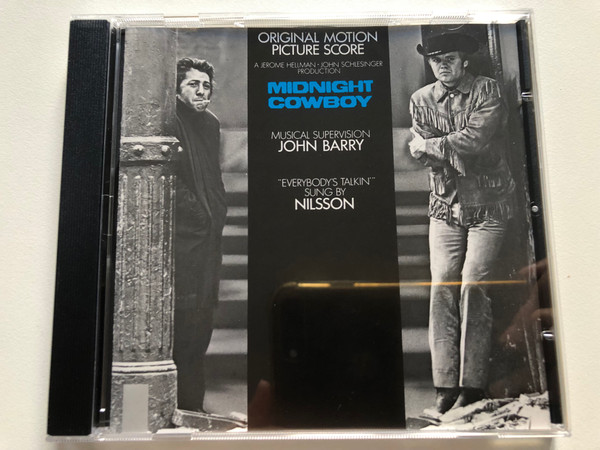 ORIGINAL MOTION
PICTURE SCORE
A JEROME HELLMAN • JOHN SCHLESINGER
PRODUCTION
MIDNIGHT
COWBOY
MUSICAL SUPERVISION
JOHN BARRY
"EVERYBODY'S TALKIN'"
SUNG BY
NILSSON